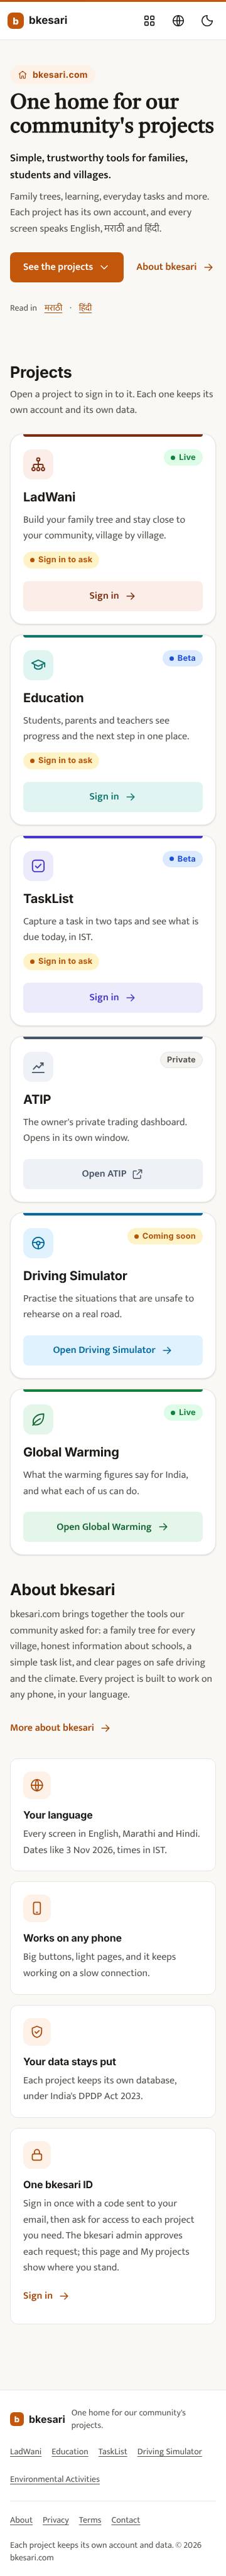 b bkesari
bkesari.com
One home for our
community's projects
Simple, trustworthy tools for families,
students and villages.
Family trees, learning, everyday tasks and more.
Each project has its own account, and every
screen speaks English, मराठी and हिंदी.
See the projects
About bkesari
Read in मराठी · हिंदी
Projects
Open a project to sign in to it. Each one keeps its
own account and its own data.
Live
LadWani
Build your family tree and stay close to
your community, village by village.
Sign in to ask
Sign in
Beta
Education
Students, parents and teachers see
progress and the next step in one place.
Sign in to ask
Sign in
Beta
TaskList
Capture a task in two taps and see what is
due today, in IST.
Sign in to ask
Sign in
Private
ATIP
The owner's private trading dashboard.
Opens in its own window.
Open ATIP
Coming soon
Driving Simulator
Practise the situations that are unsafe to
rehearse on a real road.
Open Driving Simulator
Live
Global Warming
What the warming figures say for India,
and what each of us can do.
Open Global Warming
About bkesari
bkesari.com brings together the tools our
community asked for: a family tree for every
village, honest information about schools, a
simple task list, and clear pages on safe driving
and the climate. Every project is built to work on
any phone, in your language.
More about bkesari
Your language
Every screen in English, Marathi and Hindi.
Dates like 3 Nov 2026, times in IST.
Works on any phone
Big buttons, light pages, and it keeps
working on a slow connection.
Your data stays put
Each project keeps its own database,
under India's DPDP Act 2023.
One bkesari ID
Sign in once with a code sent to your
email, then ask for access to each project
you need. The bkesari admin approves
each request; this page and My projects
show where you stand.
Sign in
b bkesari
One home for our community's
projects.
LadWani Education TaskList Driving Simulator
Environmental Activities
About Privacy Terms Contact
Each project keeps its own account and data. © 2026
bkesari.com